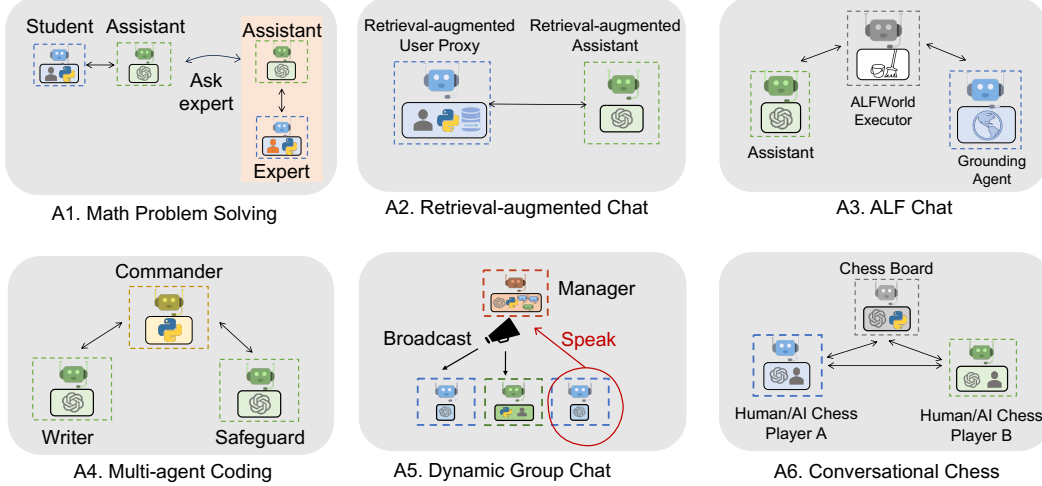 Student
Assistant
Assistant
Ask
expert
Expert
A1. Math Problem Solving
Retrieval-augmented
User Proxy
Retrieval-augmented
Assistant
A2. Retrieval-augmented Chat
ALFWorld
Executor
Assistant
Grounding
Agent
A3. ALF Chat
Commander
Writer
Safeguard
A4. Multi-agent Coding
Manager
Broadcast
Speak
A5. Dynamic Group Chat
Chess Board
Human/AI Chess
Player A
Human/AI Chess
Player B
A6. Conversational Chess